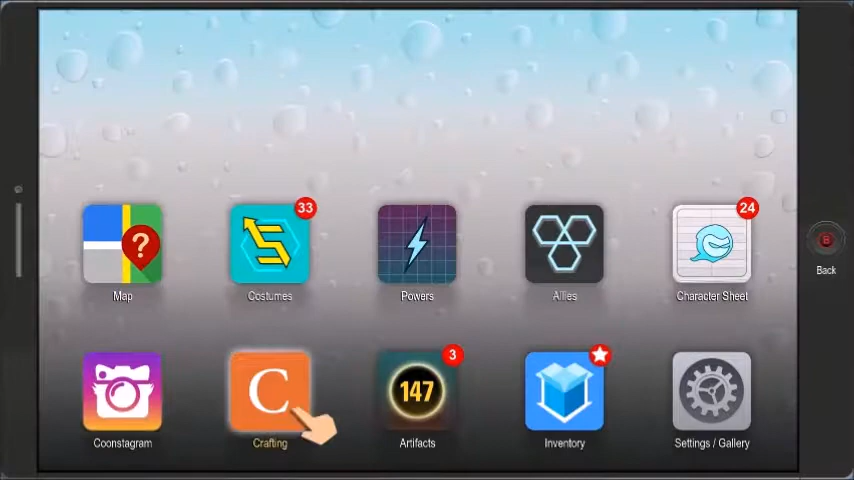 33
24
?
Map
Costumes
Powers
Allies
Character Sheet
B
Back
3
C
147
Coonstagram
Crafting
Artifacts
Inventory
Settings / Gallery